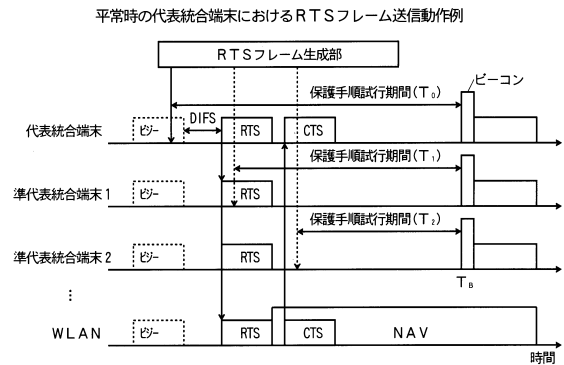 平常時の代表統合端末におけるRTSフレーム送信動作例
RTSフレーム生成部
保護手順試行期間(T₀)
ビーコン
代表統合端末
ビジー
DIFS
RTS
CTS
保護手順試行期間(T₁)
準代表統合端末1
ビジー
RTS
保護手順試行期間(T₂)
準代表統合端末2
ビジー
RTS
T_B
⋮
WLAN
ビジー
RTS
CTS
NAV
時間